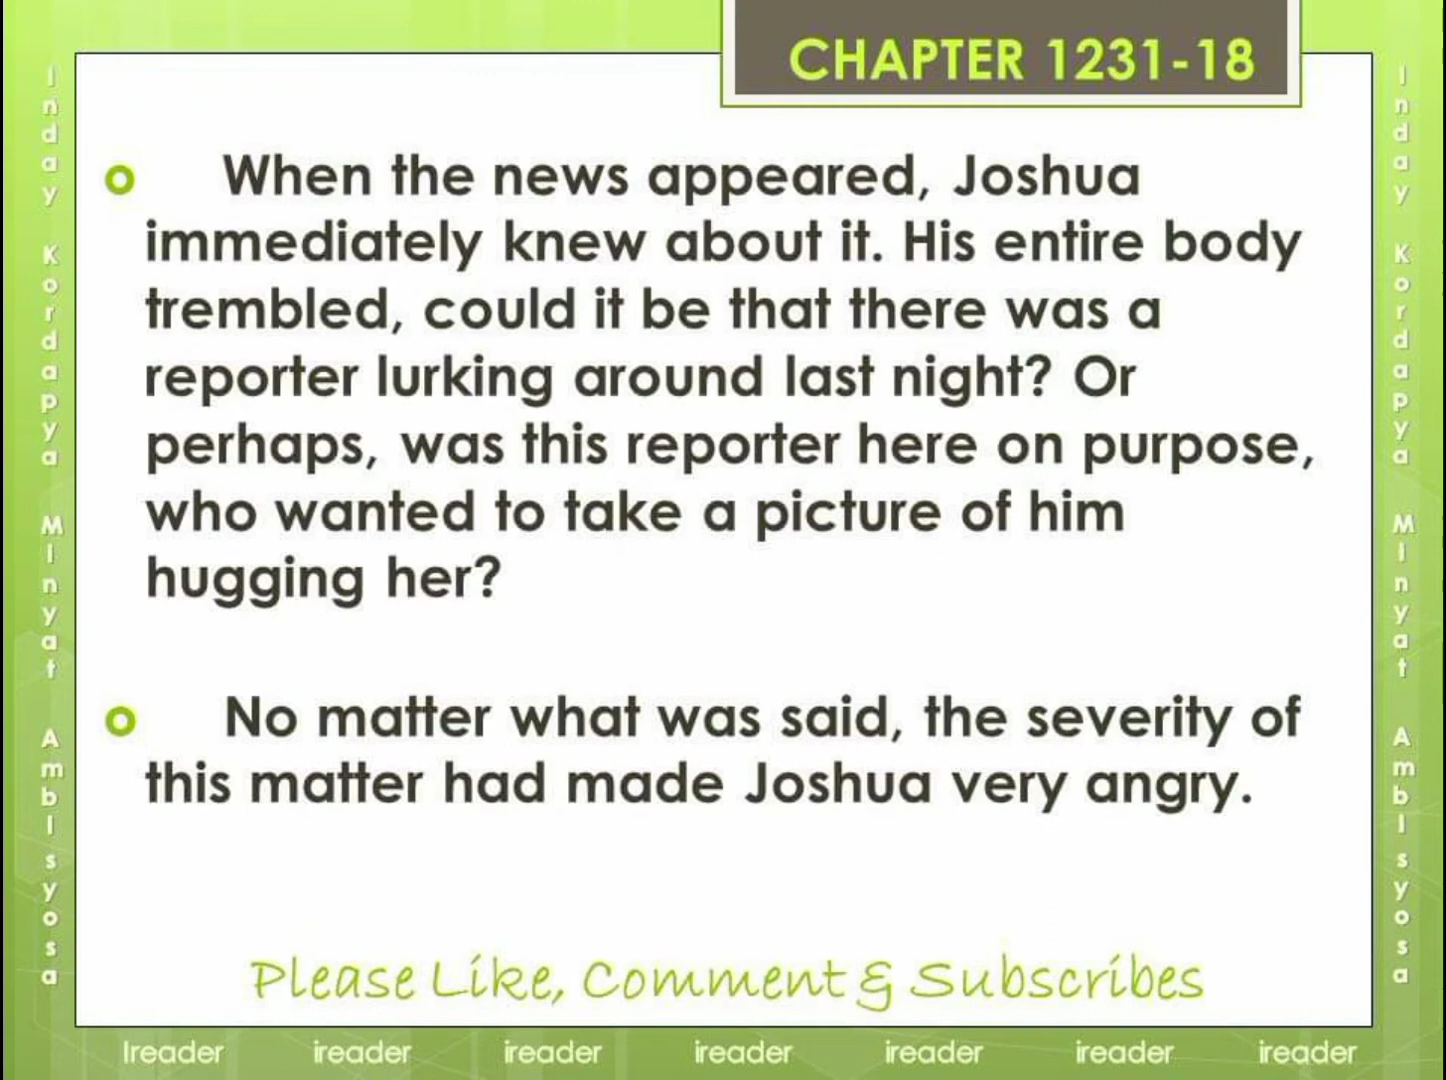 CHAPTER 1231-18
Inday Kordapya Minyat Amblsyosa
When the news appeared, Joshua
immediately knew about it. His entire body
trembled, could it be that there was a
reporter lurking around last night? Or
perhaps, was this reporter here on purpose,
who wanted to take a picture of him
hugging her?
No matter what was said, the severity of
this matter had made Joshua very angry.
Please Like, Comment & Subscribes
Inday Kordapya Minyat Amblsyosa
Ireader ireader ireader ireader ireader ireader ireader